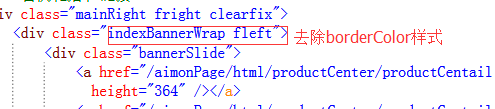 iv class="mainRight fright clearfix">
<div class="indexBannerWrap fleft"> 去除borderColor样式
<div class="bannerSlide">
<a href="/aimonPage/html/productCenter/productCentail
height="364" /></a>